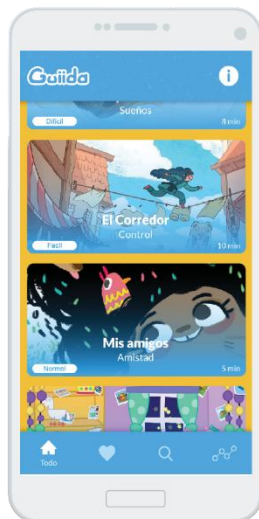 Guiida
i
Sueños
Difícil
8 min
El Corredor
Control
Fácil
10 min
Mis amigos
Amistad
Normal
5 min
Todo